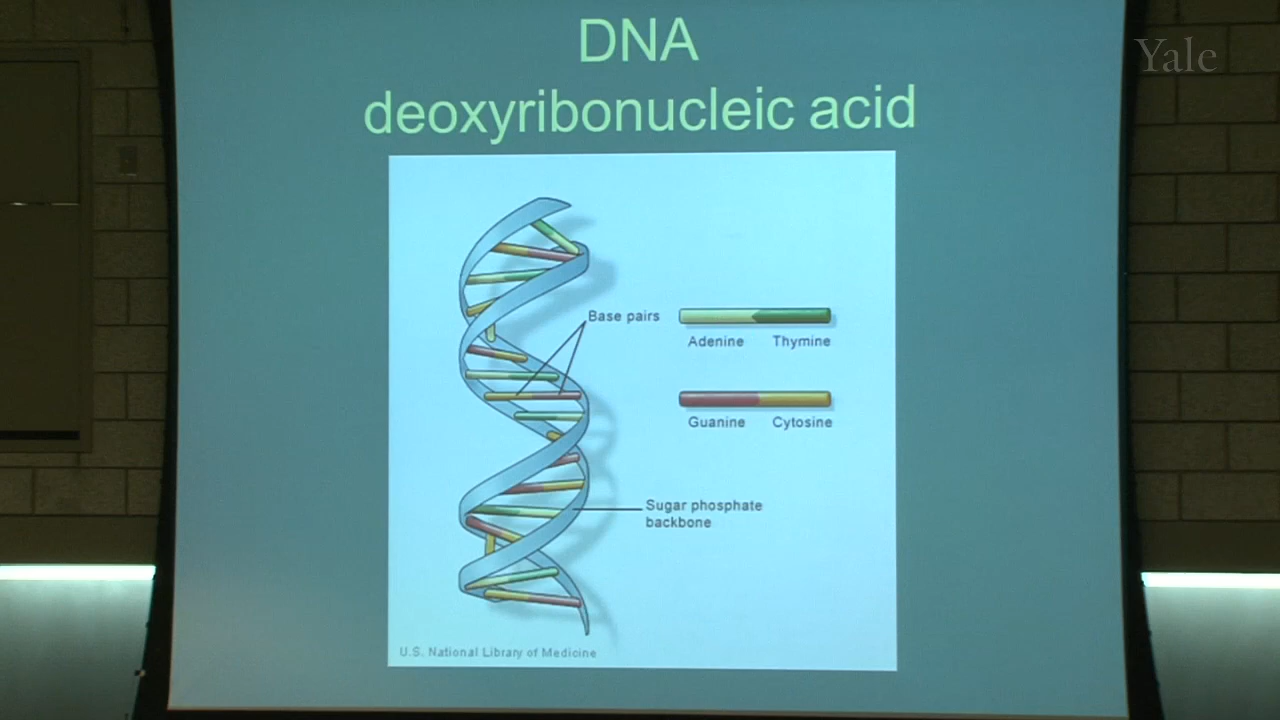 DNA
Yale
deoxyribonucleic acid
Base pairs
Adenine Thymine
Guanine Cytosine
Sugar phosphate
backbone
U.S. National Library of Medicine